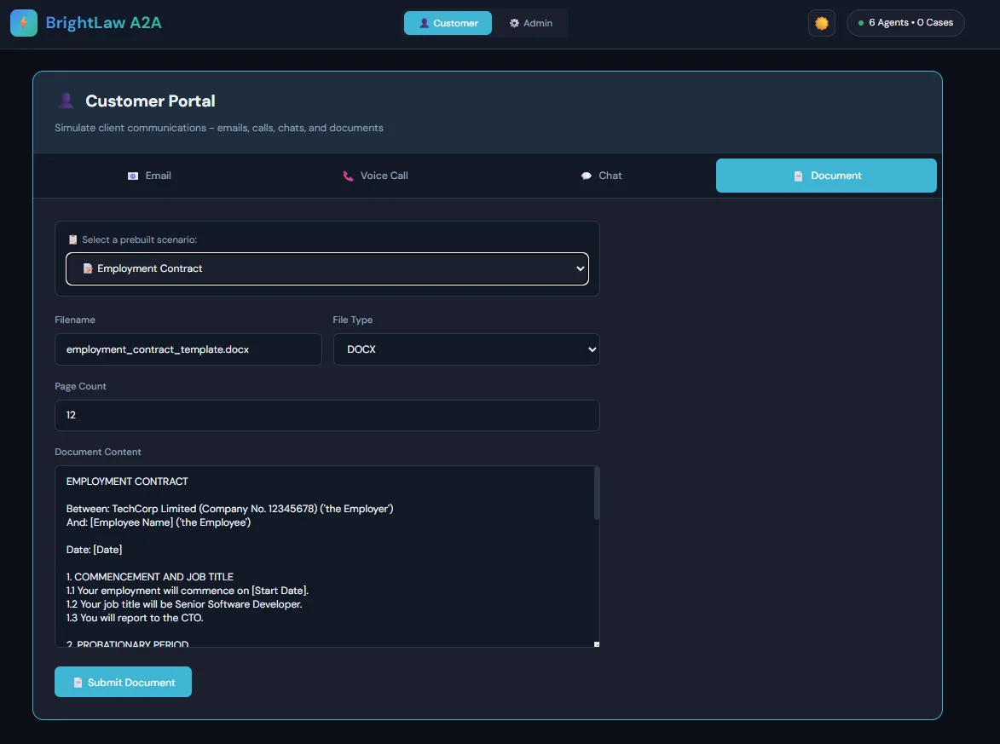 BrightLaw A2A
Customer
Admin
6 Agents • 0 Cases
Customer Portal
Simulate client communications - emails, calls, chats, and documents
Email
Voice Call
Chat
Document
Select a prebuilt scenario:
Employment Contract
Filename
File Type
employment_contract_template.docx
DOCX
Page Count
12
Document Content
EMPLOYMENT CONTRACT
Between: TechCorp Limited (Company No. 12345678) ('the Employer')
And: [Employee Name] ('the Employee')
Date: [Date]
1. COMMENCEMENT AND JOB TITLE
1.1 Your employment will commence on [Start Date].
1.2 Your job title will be Senior Software Developer.
1.3 You will report to the CTO.
2. PROBATIONARY PERIOD
Submit Document